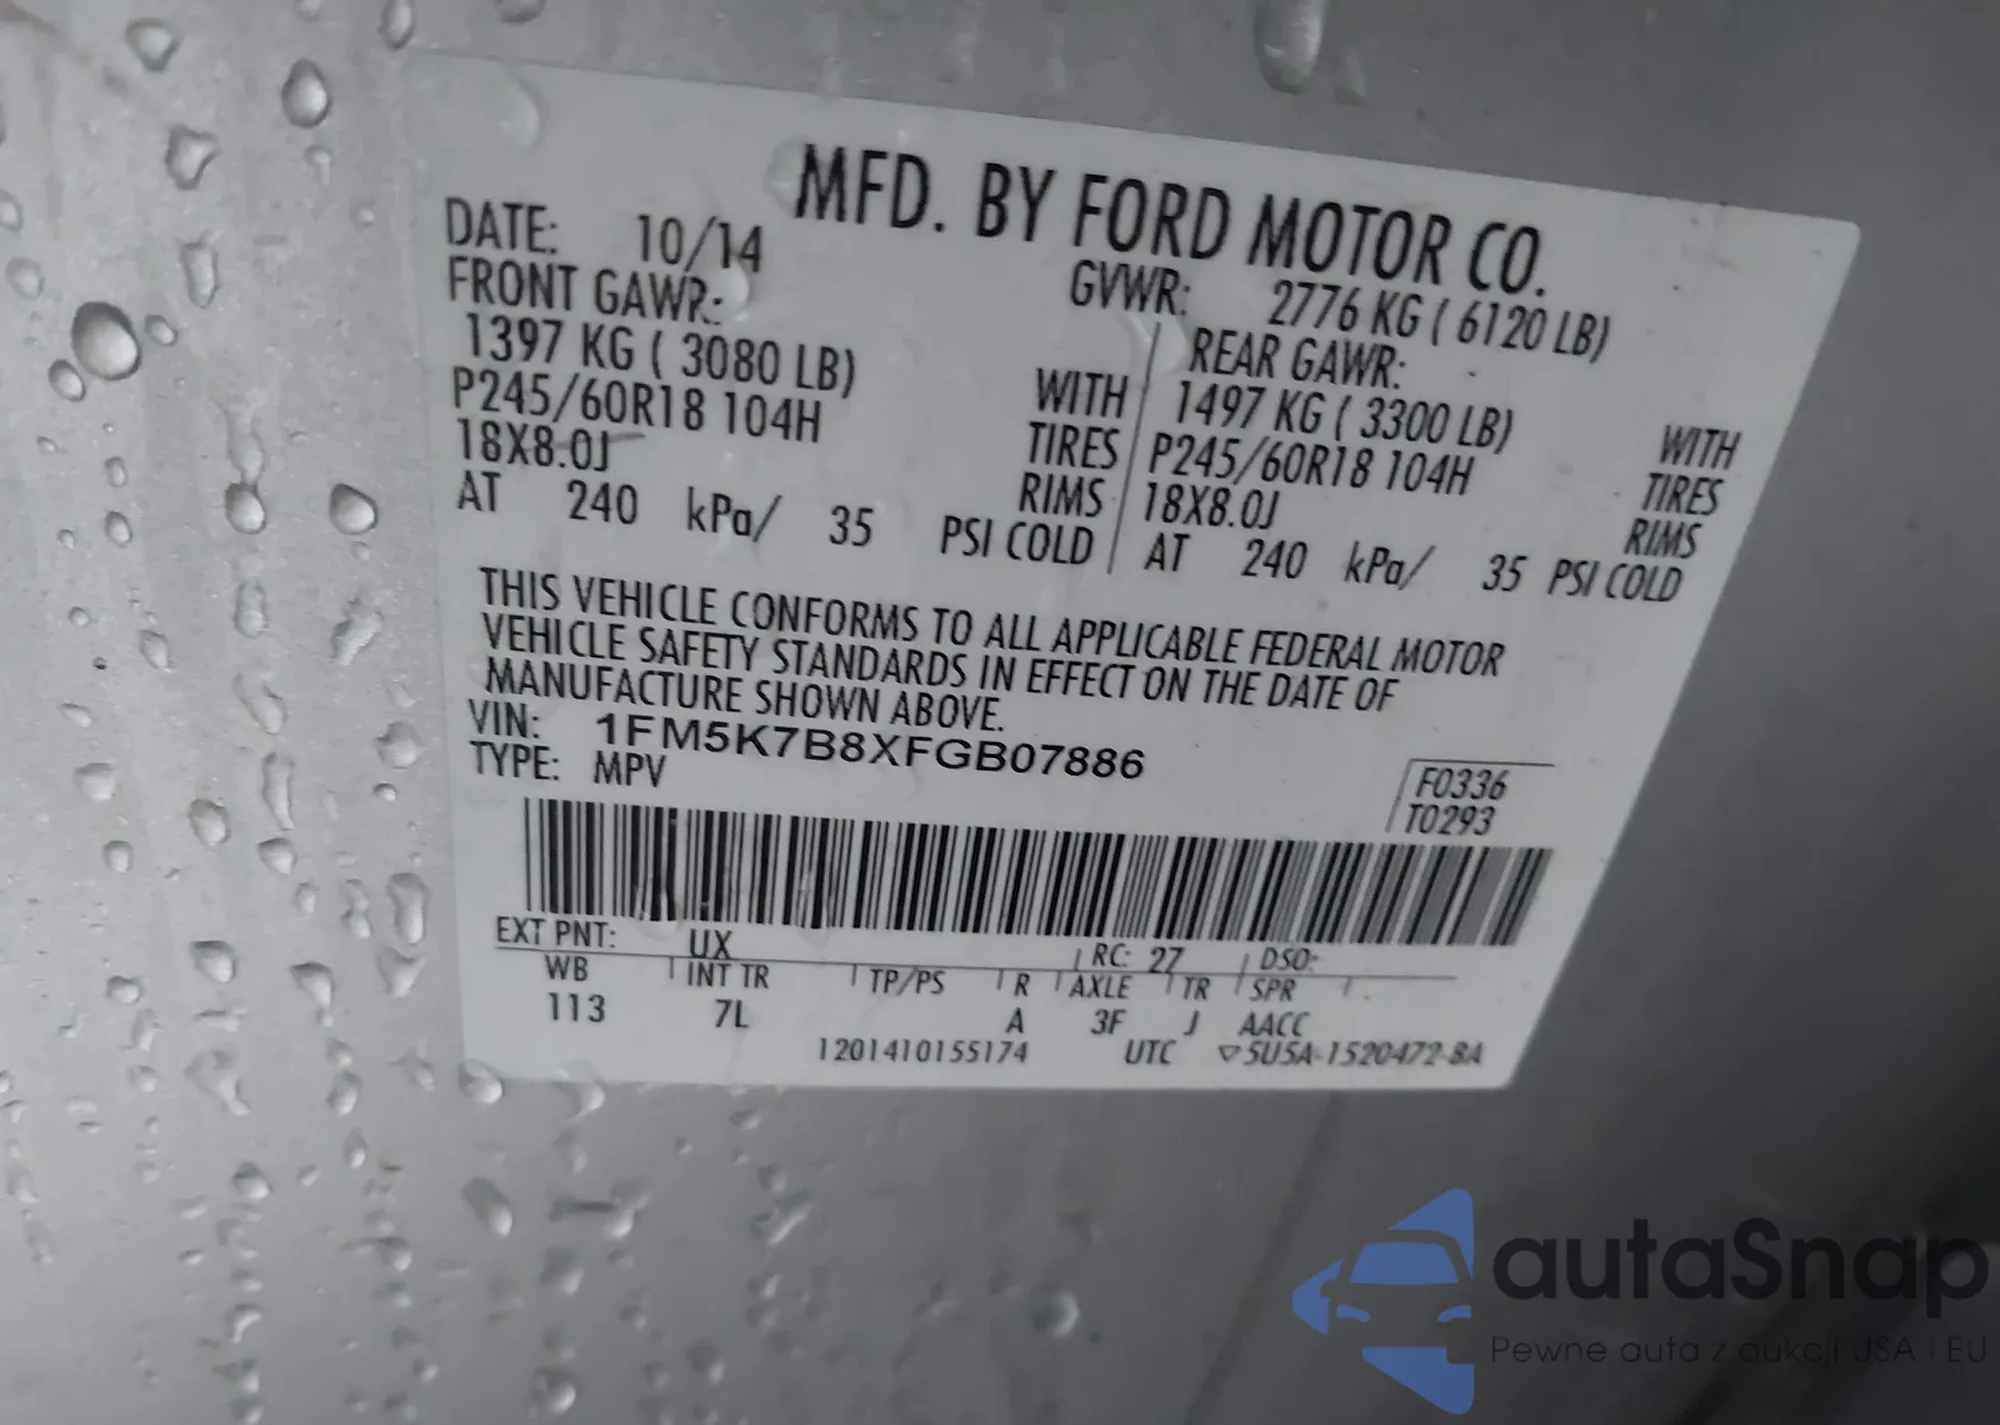 MFD. BY FORD MOTOR CO.
DATE: 10/14
GVWR: 2776 KG ( 6120 LB)
FRONT GAWR:
REAR GAWR:
1397 KG ( 3080 LB) WITH
1497 KG ( 3300 LB) WITH
P245/60R18 104H TIRES
P245/60R18 104H TIRES
18X8.0J RIMS
18X8.0J RIMS
AT 240 kPa/ 35 PSI COLD
AT 240 kPa/ 35 PSI COLD
THIS VEHICLE CONFORMS TO ALL APPLICABLE FEDERAL MOTOR
VEHICLE SAFETY STANDARDS IN EFFECT ON THE DATE OF
MANUFACTURE SHOWN ABOVE.
VIN: 1FM5K7B8XFGB07886
TYPE: MPV
F0336
T0293
EXT PNT: UX RC: 27 DSO:
WB INT TR TP/PS R AXLE TR SPR
113 7L A 3F J AACC
1201410155174 UTC ▽5U5A-1520472-BA
autaSnap
Pewne auta z aukcji USA i EU